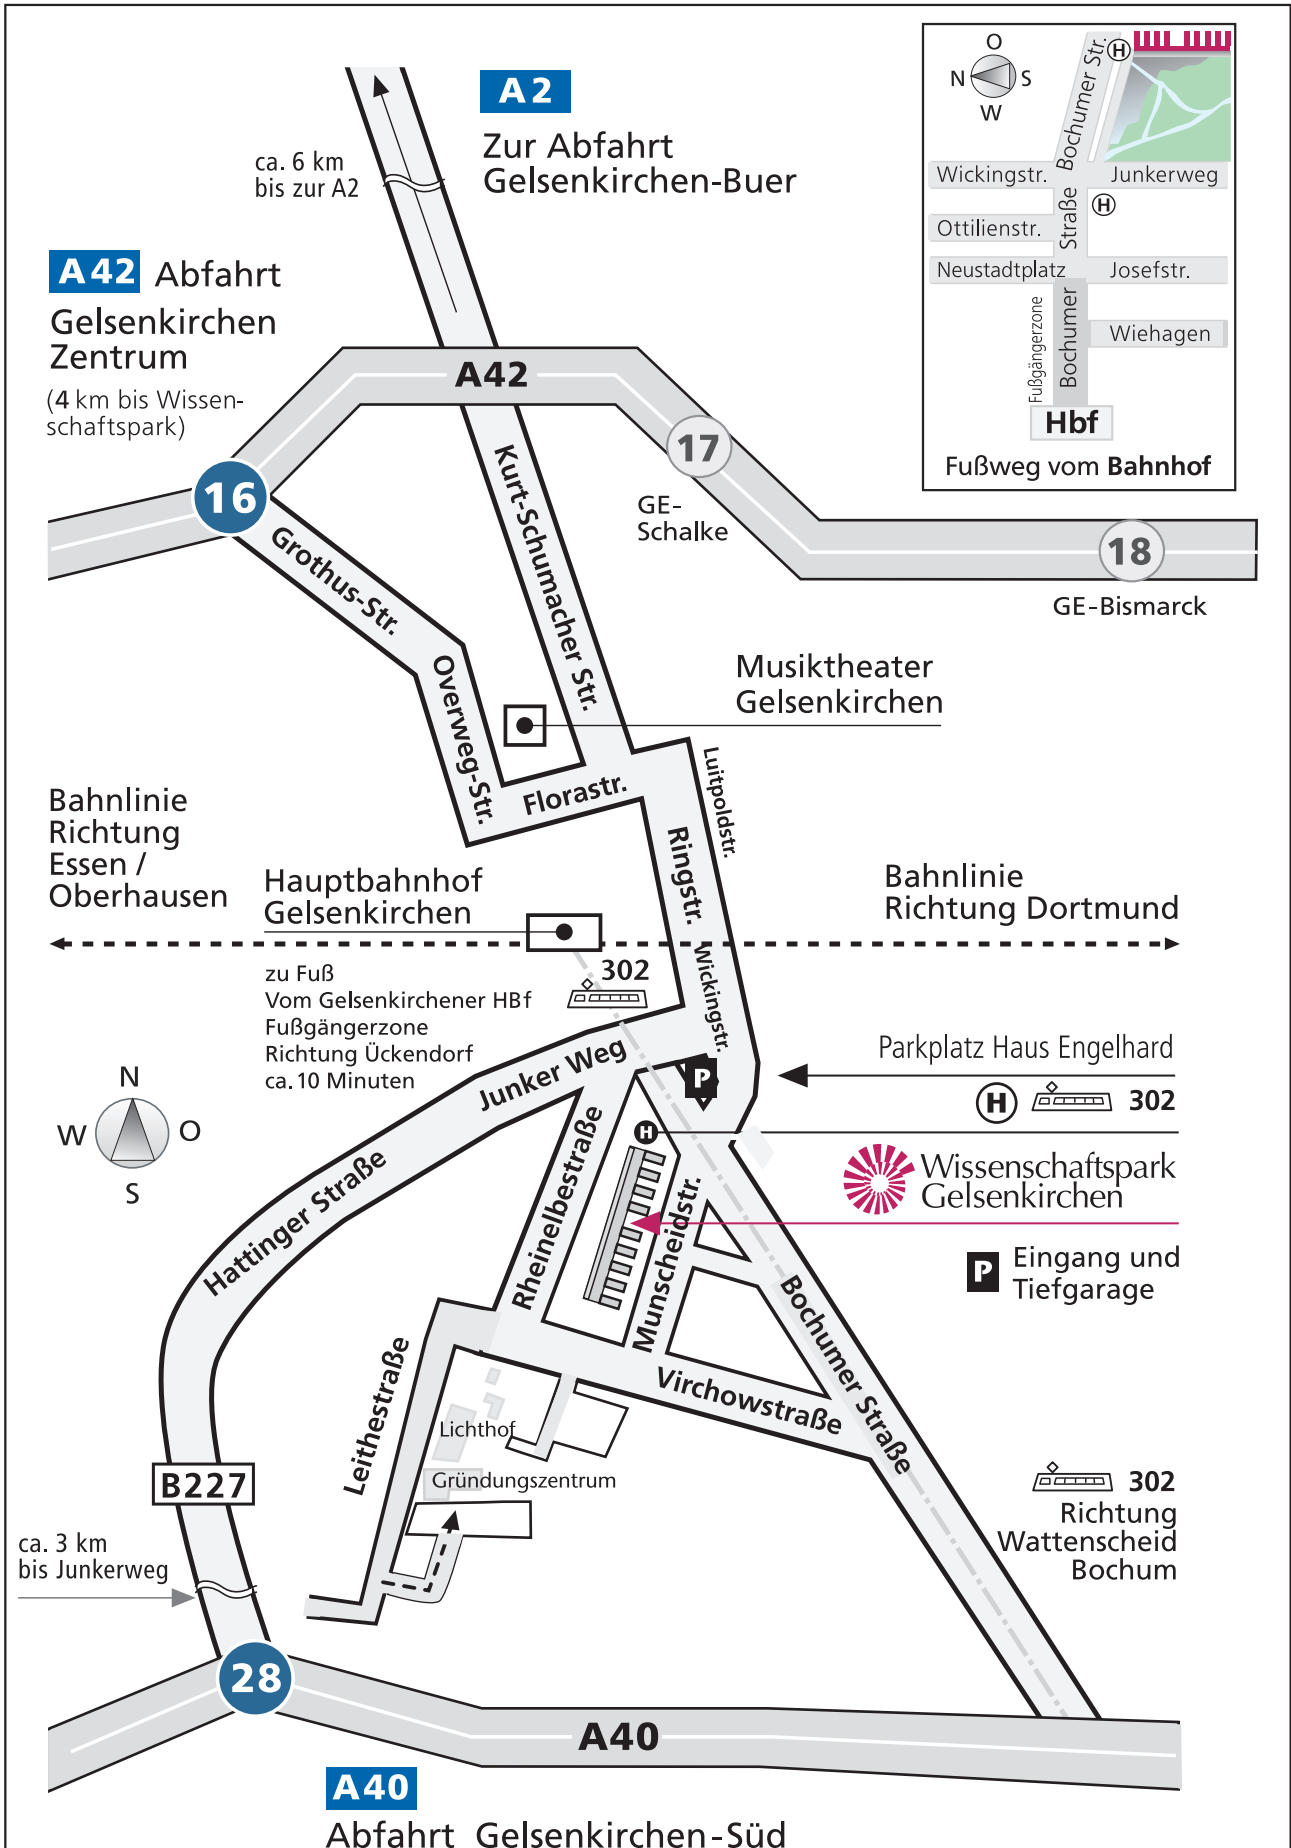 A2
Zur Abfahrt
Gelsenkirchen-Buer
ca. 6 km
bis zur A2
A42 Abfahrt
Gelsenkirchen
Zentrum
(4 km bis Wissen-
schaftspark)
O
N S
W
Bochumer Str.
H
Wickingstr.
Junkerweg
H
Ottilienstr.
Straße
Neustadtplatz
Josefstr.
Fußgängerzone
Bochumer
Wiehagen
Hbf
Fußweg vom Bahnhof
A42
16
17
GE-
Schalke
18
GE-Bismarck
Grothus-Str.
Kurt-Schumacher Str.
Overweg-Str.
Musiktheater
Gelsenkirchen
Florastr.
Luitpoldstr.
Ringstr.
Bahnlinie
Richtung
Essen /
Oberhausen
Hauptbahnhof
Gelsenkirchen
Bahnlinie
Richtung Dortmund
302
Wickingstr.
zu Fuß
Vom Gelsenkirchener HBf
Fußgängerzone
Richtung Ückendorf
ca. 10 Minuten
Junker Weg
P
Parkplatz Haus Engelhard
H 302
N
W O
S
H
Wissenschaftspark
Gelsenkirchen
P Eingang und
Tiefgarage
Hattinger Straße
Rheinelbestraße
Munscheidstr.
Bochumer Straße
Virchowstraße
Leithestraße
Lichthof
Gründungszentrum
B227
302
Richtung
Wattenscheid
Bochum
ca. 3 km
bis Junkerweg
28
A40
A40
Abfahrt Gelsenkirchen-Süd